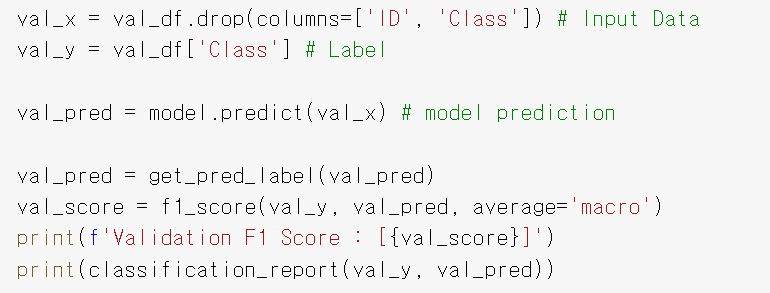 val_x = val_df.drop(columns=['ID', 'Class']) # Input Data
val_y = val_df['Class'] # Label
val_pred = model.predict(val_x) # model prediction
val_pred = get_pred_label(val_pred)
val_score = f1_score(val_y, val_pred, average='macro')
print(f'Validation F1 Score : [{val_score}]')
print(classification_report(val_y, val_pred))